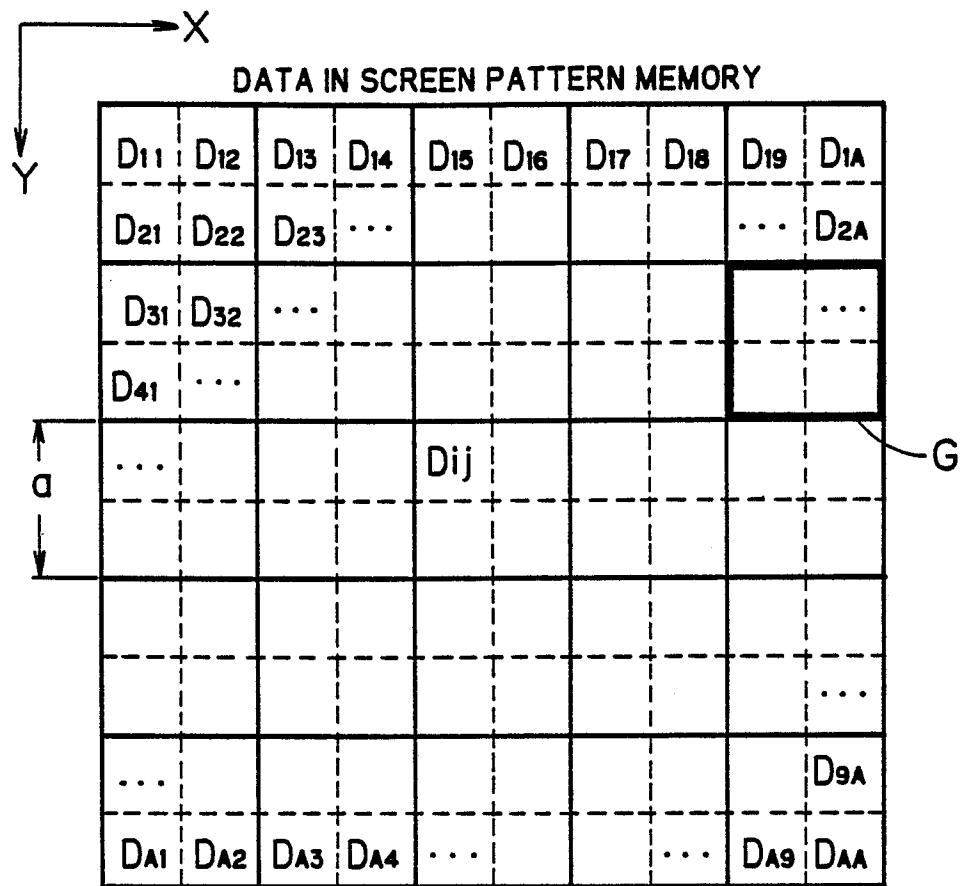 X
Y
DATA IN SCREEN PATTERN MEMORY
D11 D12 D13 D14 D15 D16 D17 D18 D19 D1A
D21 D22 D23 ... ... D2A
D31 D32 ... ...
D41 ...
a
... Dij
G
...
... D9A
DA1 DA2 DA3 DA4 ... ... DA9 DAA